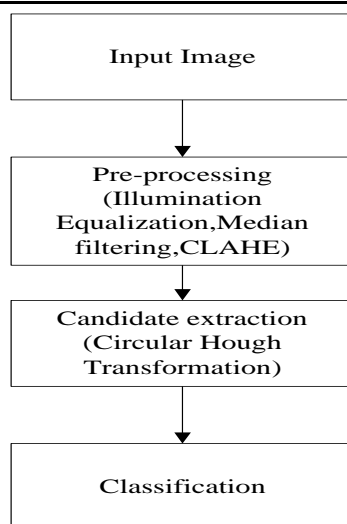 Input Image
Pre-processing
(Illumination
Equalization,Median
filtering,CLAHE)
Candidate extraction
(Circular Hough
Transformation)
Classification